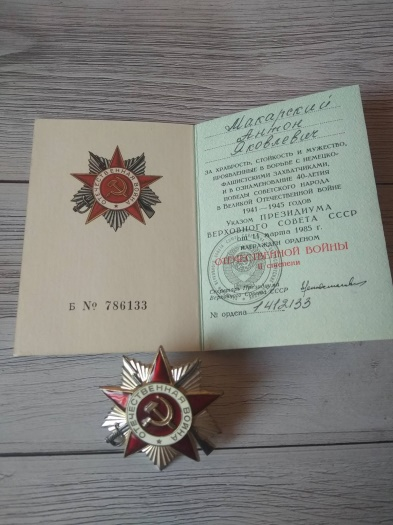 ОТЕЧЕСТВЕННАЯ ВОЙНА
Б № 786133
Макарский
Антон
Яковлевич
ЗА ХРАБРОСТЬ, СТОЙКОСТЬ И МУЖЕСТВО,
ПРОЯВЛЕННЫЕ В БОРЬБЕ С НЕМЕЦКО-
ФАШИСТСКИМИ ЗАХВАТЧИКАМИ,
И В ОЗНАМЕНОВАНИЕ 40-ЛЕТИЯ
ПОБЕДЫ СОВЕТСКОГО НАРОДА
В ВЕЛИКОЙ ОТЕЧЕСТВЕННОЙ ВОЙНЕ
1941—1945 ГОДОВ
Указом ПРЕЗИДИУМА
ВЕРХОВНОГО СОВЕТА СССР
от 11 марта 1985 г.
НАГРАЖДЕН ОРДЕНОМ
ОТЕЧЕСТВЕННОЙ ВОЙНЫ
II степени
Секретарь Президиума
Верховного Совета СССР
№ ордена 1412133
ОТЕЧЕСТВЕННАЯ ВОЙНА